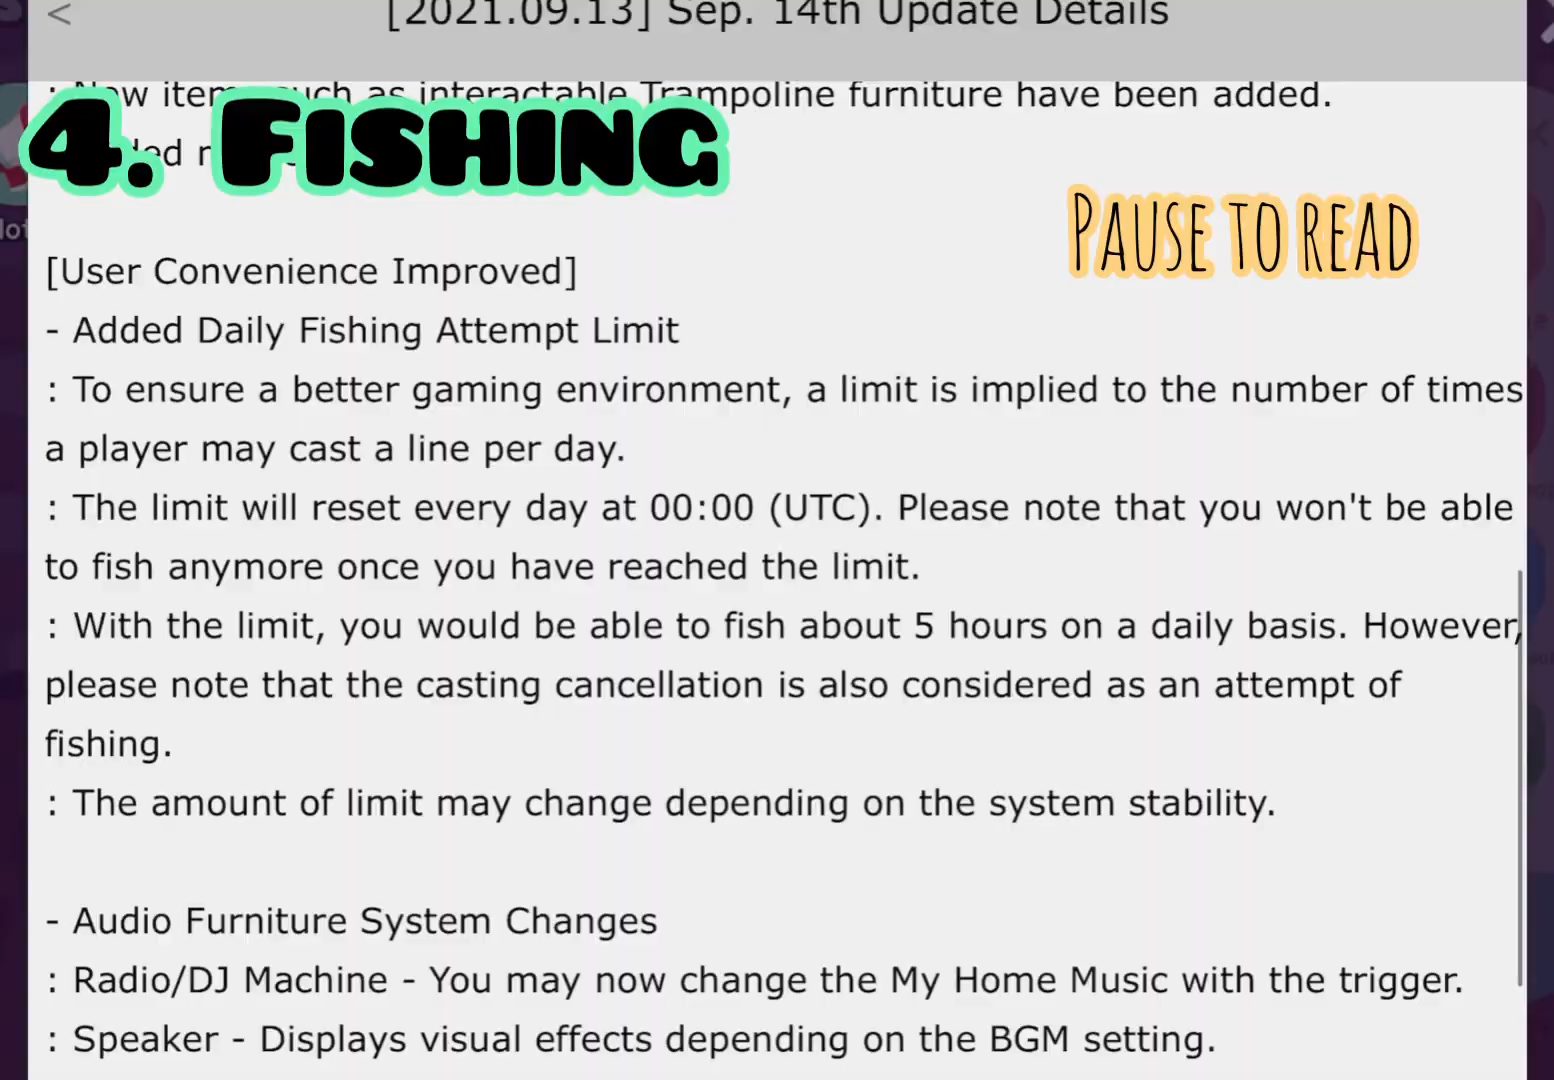 < [2021.09.13] Sep. 14th Update Details
such as interactable Trampoline furniture have been added.
4. FISHING
PAUSE TO READ
[User Convenience Improved]
- Added Daily Fishing Attempt Limit
: To ensure a better gaming environment, a limit is implied to the number of times
a player may cast a line per day.
: The limit will reset every day at 00:00 (UTC). Please note that you won't be able
to fish anymore once you have reached the limit.
: With the limit, you would be able to fish about 5 hours on a daily basis. However,
please note that the casting cancellation is also considered as an attempt of
fishing.
: The amount of limit may change depending on the system stability.
- Audio Furniture System Changes
: Radio/DJ Machine - You may now change the My Home Music with the trigger.
: Speaker - Displays visual effects depending on the BGM setting.